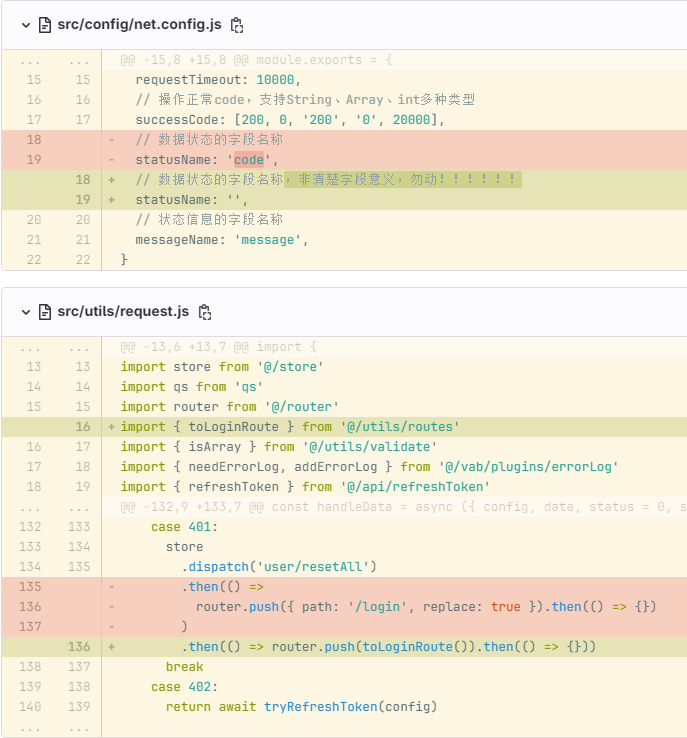 src/config/net.config.js
... ... @@ -15,8 +15,8 @@ module.exports = {
15 15 requestTimeout: 10000,
16 16 // 操作正常code，支持String、Array、int多种类型
17 17 successCode: [200, 0, '200', '0', 20000],
18 - // 数据状态的字段名称
19 - statusName: 'code',
18 + // 数据状态的字段名称，非清楚字段意义，勿动！！！！！！
19 + statusName: '',
20 20 // 状态信息的字段名称
21 21 messageName: 'message',
22 22 }
src/utils/request.js
... ... @@ -13,6 +13,7 @@ import {
13 13 import store from '@/store'
14 14 import qs from 'qs'
15 15 import router from '@/router'
16 + import { toLoginRoute } from '@/utils/routes'
16 17 import { isArray } from '@/utils/validate'
17 18 import { needErrorLog, addErrorLog } from '@/vab/plugins/errorLog'
18 19 import { refreshToken } from '@/api/refreshToken'
... ... @@ -132,9 +133,7 @@ const handleData = async ({ config, data, status = 0, s
132 133 case 401:
133 134 store
134 135 .dispatch('user/resetAll')
135 - .then(() =>
136 - router.push({ path: '/login', replace: true }).then(() => {})
137 - )
136 + .then(() => router.push(toLoginRoute()).then(() => {}))
138 137 break
139 138 case 402:
140 139 return await tryRefreshToken(config)
... ...